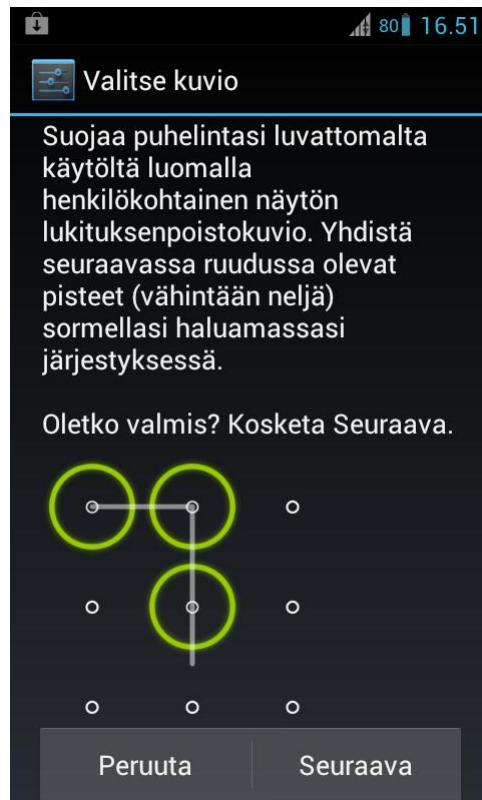 80 16.51
Valitse kuvio
Suojaa puhelintasi luvattomalta
käytöltä luomalla
henkilökohtainen näytön
lukituksenpoistokuvio. Yhdistä
seuraavassa ruudussa olevat
pisteet (vähintään neljä)
sormellasi haluamassasi
järjestyksessä.
Oletko valmis? Kosketa Seuraava.
Peruuta Seuraava